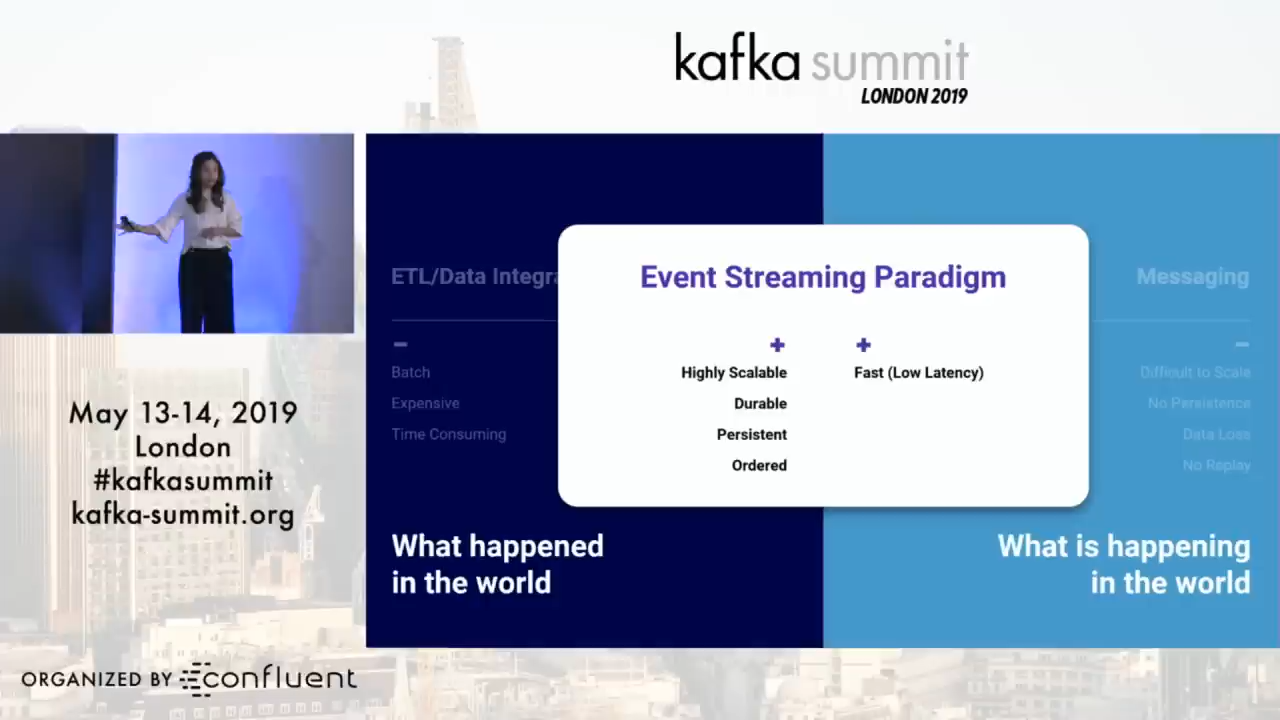 kafka summit
LONDON 2019
May 13-14, 2019
London
#kafkasummit
kafka-summit.org
ORGANIZED BY confluent
ETL/Data Integra
–
Batch
Expensive
Time Consuming
What happened
in the world
Event Streaming Paradigm
+
Highly Scalable
Durable
Persistent
Ordered
+
Fast (Low Latency)
Messaging
–
Difficult to Scale
No Persistence
Data Loss
No Replay
What is happening
in the world